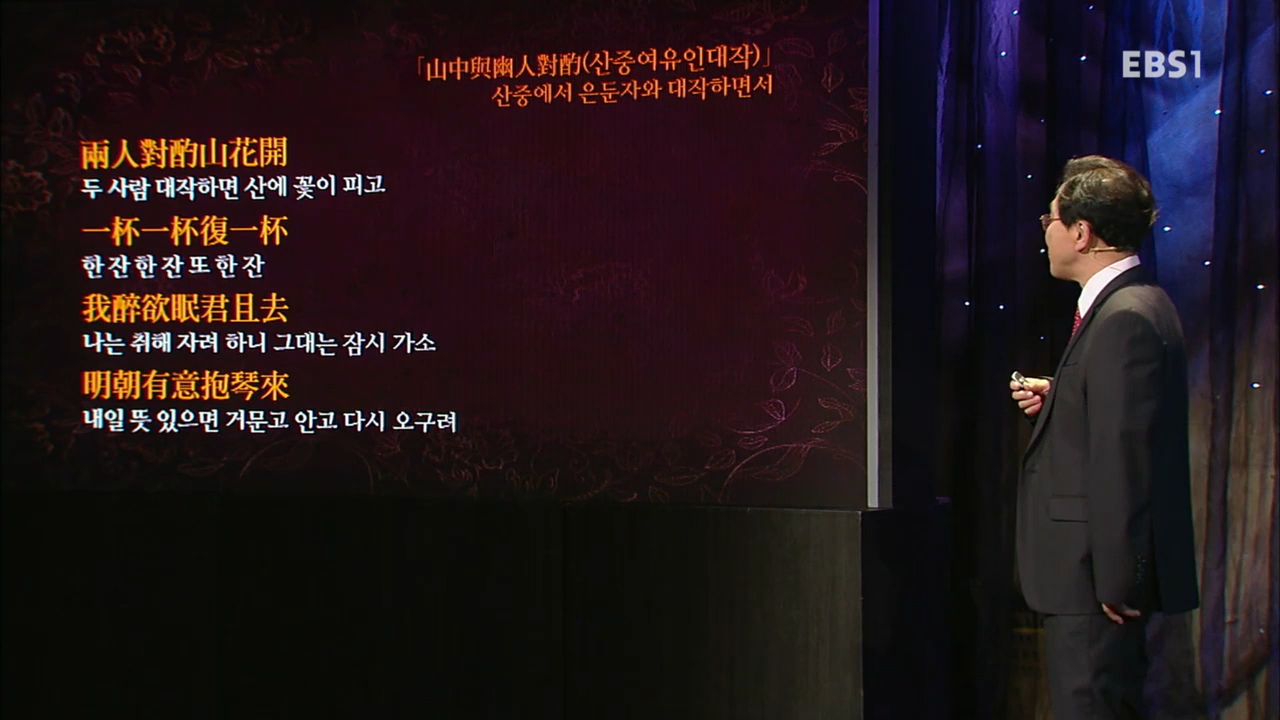 「山中與幽人對酌(산중여유인대작)」
산중에서 은둔자와 대작하면서
EBS1
兩人對酌山花開
두 사람 대작하면 산에 꽃이 피고
一杯一杯復一杯
한 잔 한 잔 또 한 잔
我醉欲眠君且去
나는 취해 자려 하니 그대는 잠시 가소
明朝有意抱琴來
내일 뜻 있으면 거문고 안고 다시 오구려